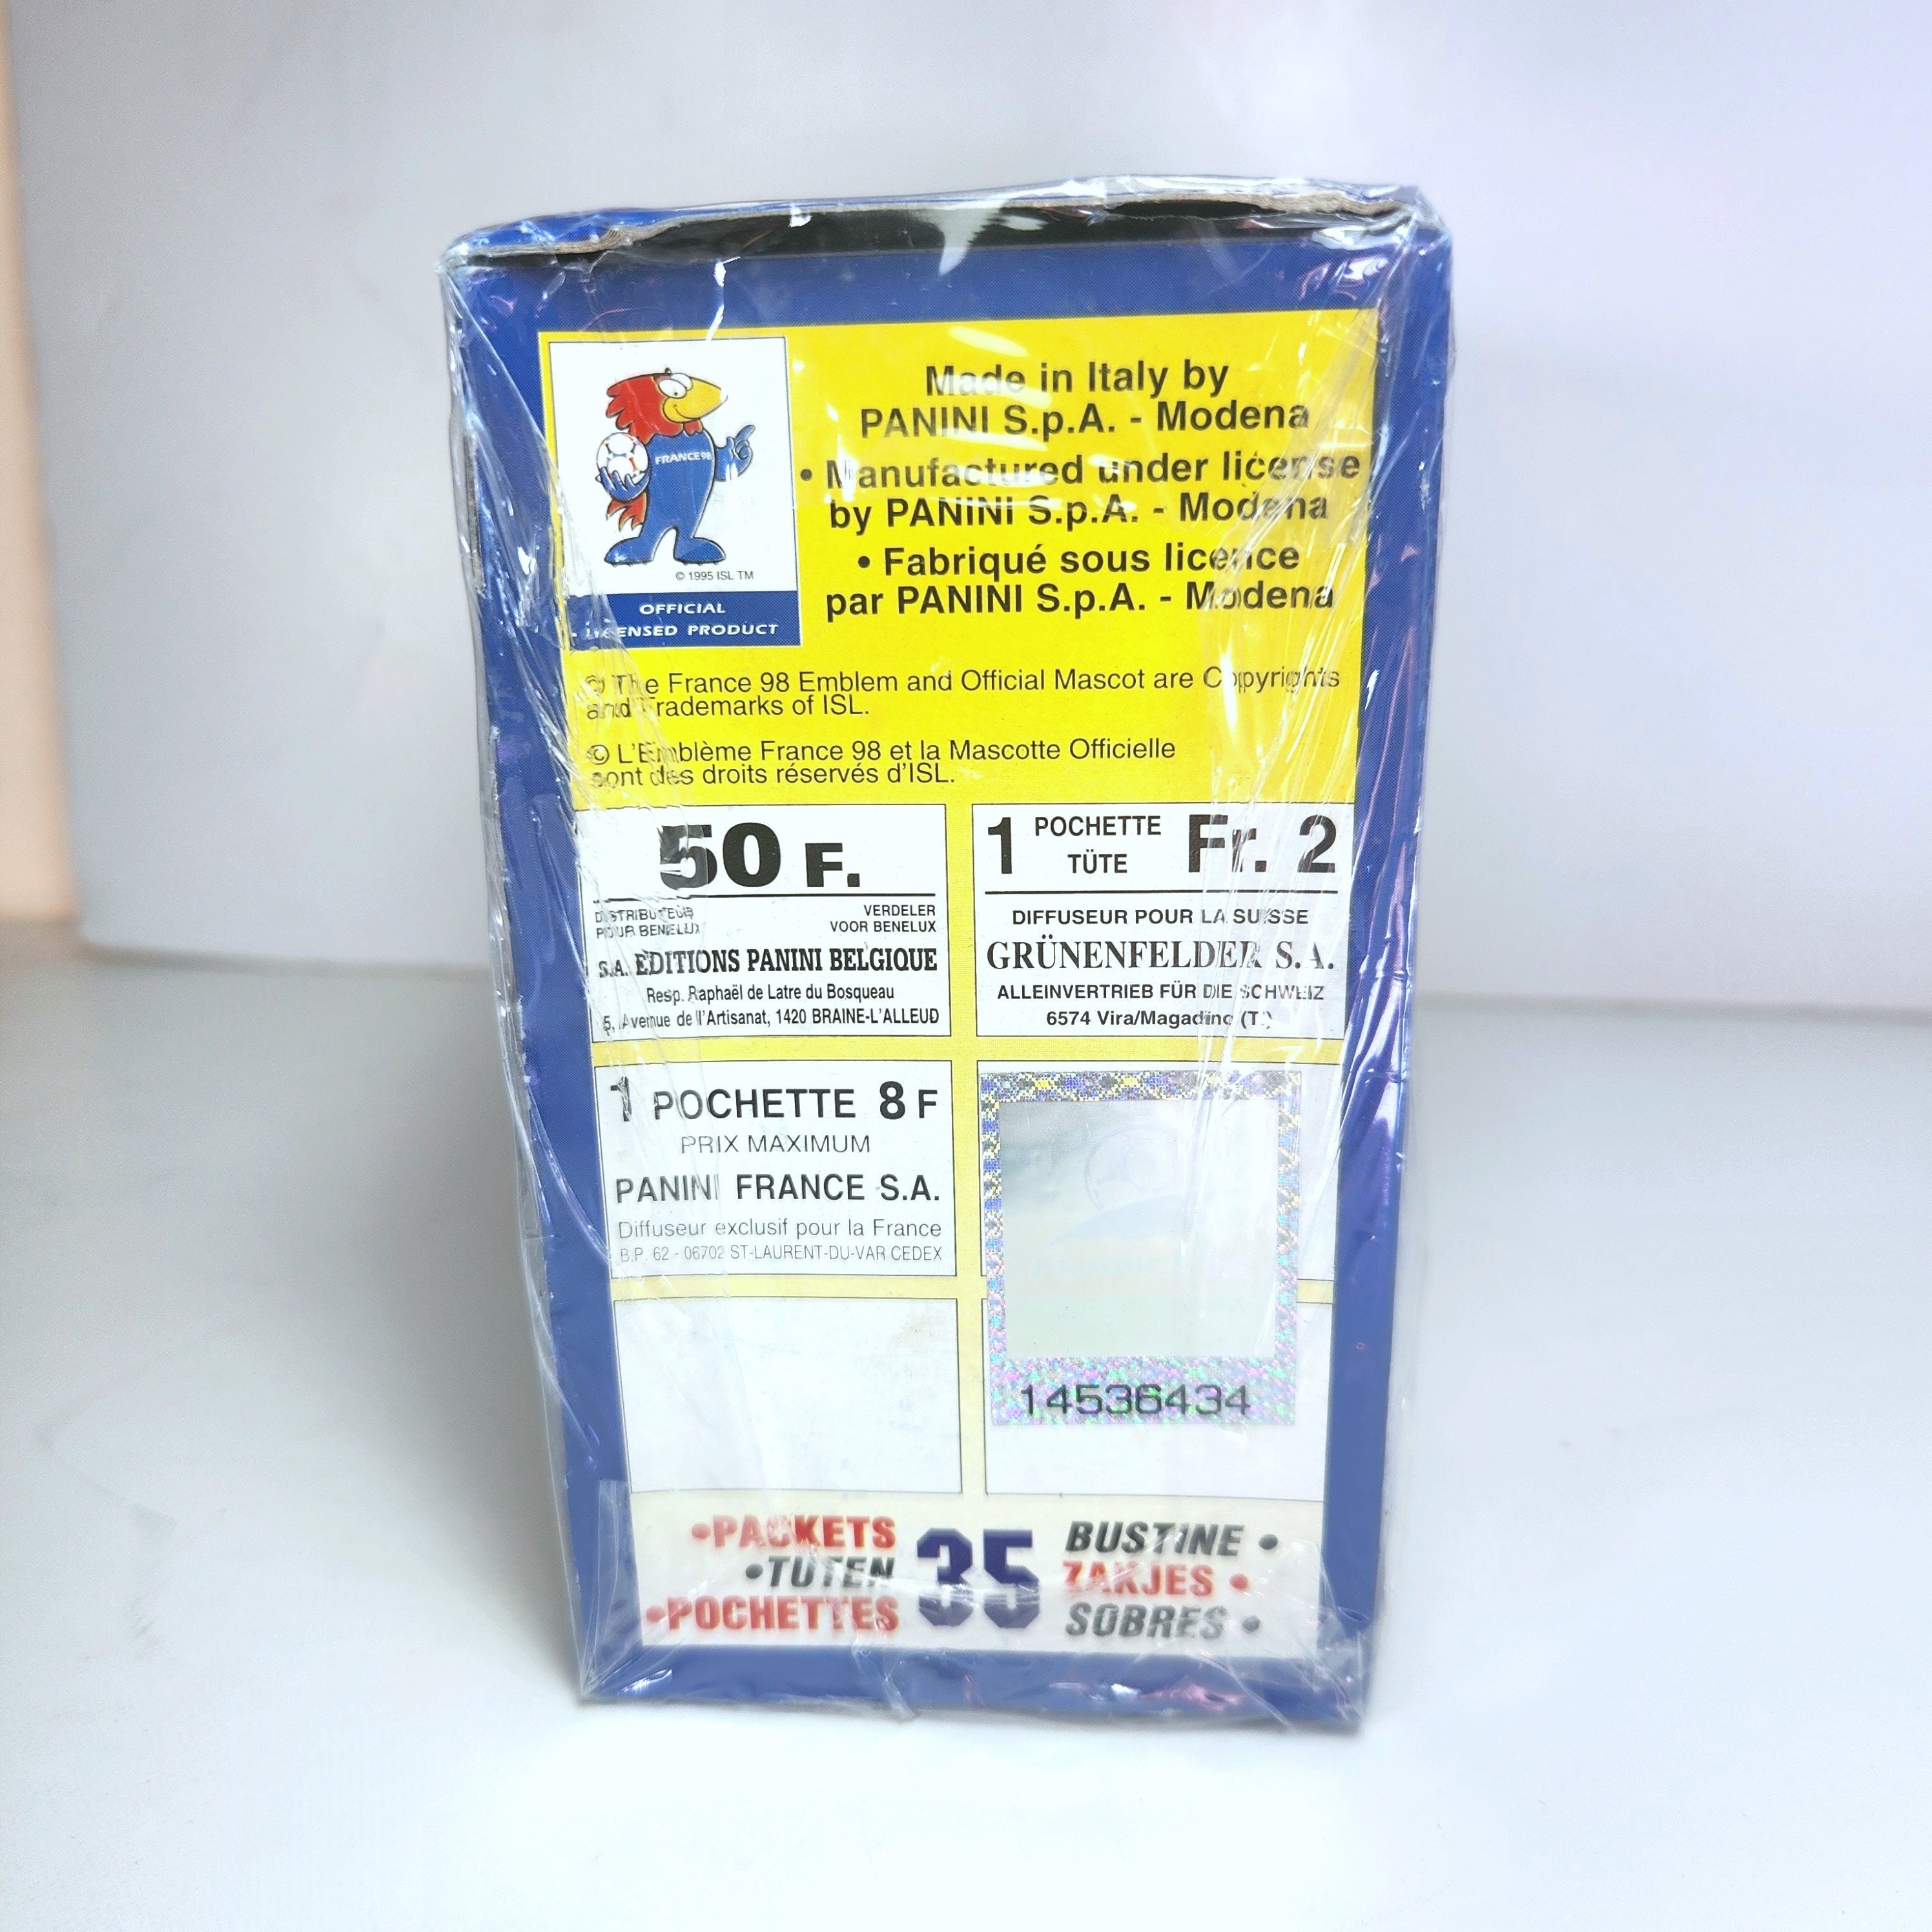 FRANCE98
© 1995 ISL TM
OFFICIAL
LICENSED PRODUCT
Made in Italy by
PANINI S.p.A. - Modena
• Manufactured under license
by PANINI S.p.A. - Modena
• Fabriqué sous licence
par PANINI S.p.A. - Modena
© The France 98 Emblem and Official Mascot are Copyrights
and Trademarks of ISL.
© L'Emblème France 98 et la Mascotte Officielle
sont des droits réservés d'ISL.
50 F.
DISTRIBUTEUR
POUR BENELUX
VERDELER
VOOR BENELUX
S.A. EDITIONS PANINI BELGIQUE
Resp. Raphaël de Latre du Bosqueau
5, Avenue de l'Artisanat, 1420 BRAINE-L'ALLEUD
1 POCHETTE TÜTE Fr. 2
DIFFUSEUR POUR LA SUISSE
GRÜNENFELDER S.A.
ALLEINVERTRIEB FÜR DIE SCHWEIZ
6574 Vira/Magadino (T.)
1 POCHETTE 8 F
PRIX MAXIMUM
PANINI FRANCE S.A.
Diffuseur exclusif pour la France
B.P. 62 - 06702 ST-LAURENT-DU-VAR CEDEX
14536434
•PACKETS
•TÜTEN
•POCHETTES
35
BUSTINE •
ZAKJES •
SOBRES •